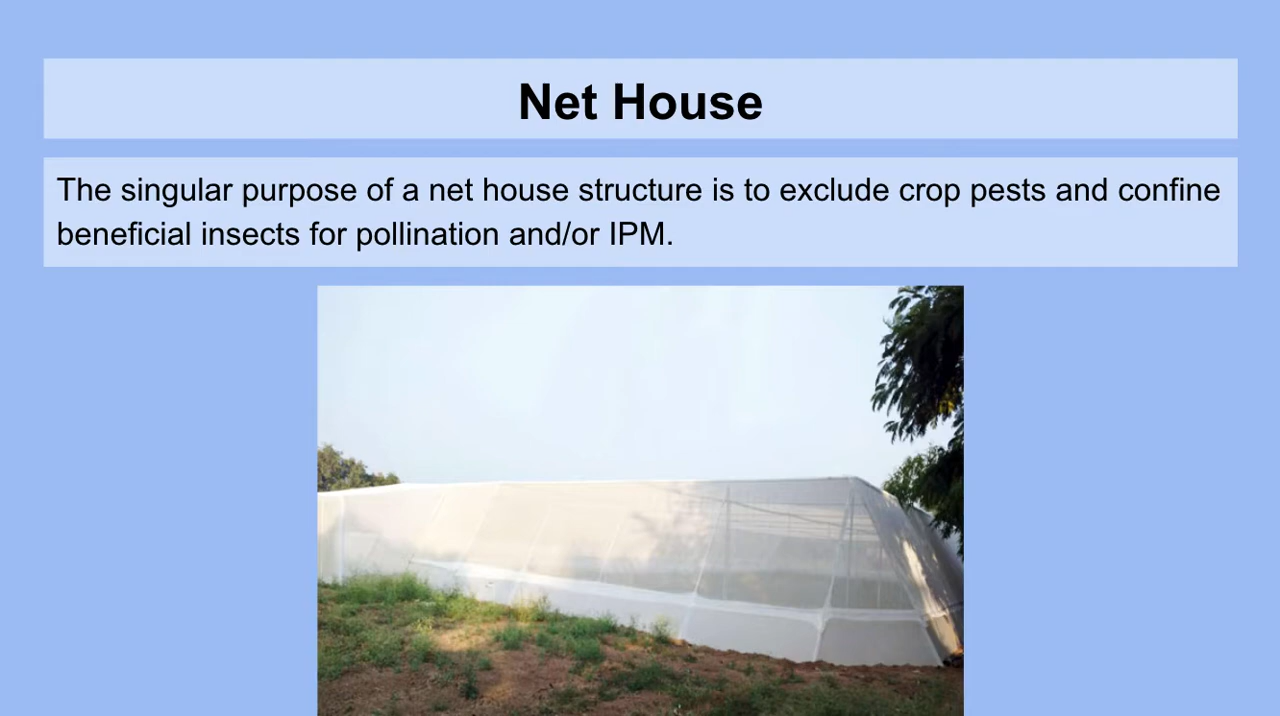 Net House
The singular purpose of a net house structure is to exclude crop pests and confine
beneficial insects for pollination and/or IPM.